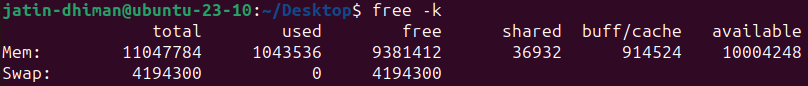 jatin-dhiman@ubuntu-23-10:~/Desktop$ free -k
total used free shared buff/cache available
Mem: 11047784 1043536 9381412 36932 914524 10004248
Swap: 4194300 0 4194300